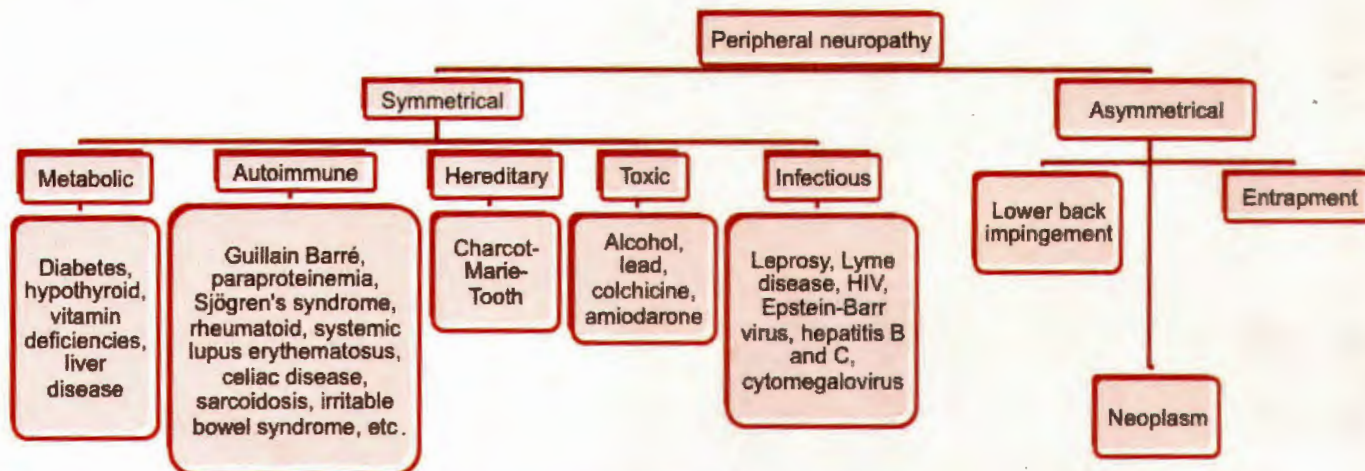 Peripheral neuropathy
Symmetrical
Asymmetrical
Metabolic
Autoimmune
Hereditary
Toxic
Infectious
Lower back
impingement
Entrapment
Diabetes,
hypothyroid,
vitamin
deficiencies,
liver
disease
Guillain Barré,
paraproteinemia,
Sjögren's syndrome,
rheumatoid, systemic
lupus erythematosus,
celiac disease,
sarcoidosis, irritable
bowel syndrome, etc.
Charcot-
Marie-
Tooth
Alcohol,
lead,
colchicine,
amiodarone
Leprosy, Lyme
disease, HIV,
Epstein-Barr
virus, hepatitis B
and C,
cytomegalovirus
Neoplasm